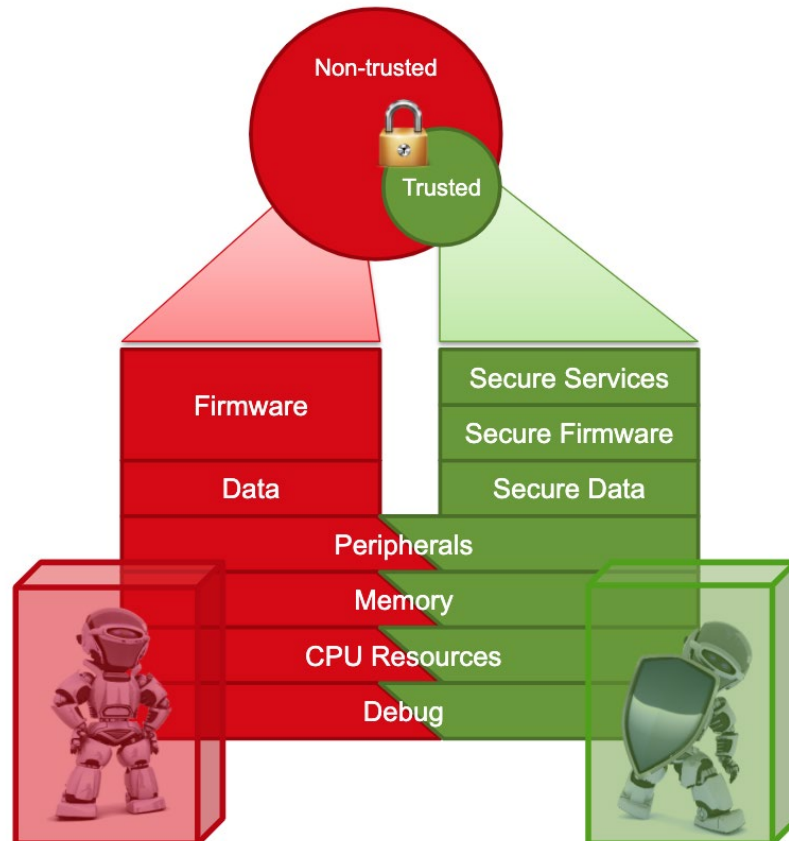 Non-trusted
Trusted
Firmware
Secure Services
Secure Firmware
Data
Secure Data
Peripherals
Memory
CPU Resources
Debug